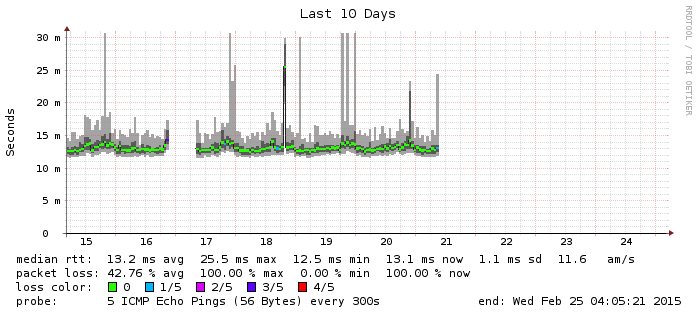 Last 10 Days
RRDTOOL / TOBI OETIKER
Seconds
30 m
25 m
20 m
15 m
10 m
5 m
0
15 16 17 18 19 20 21 22 23 24
median rtt: 13.2 ms avg 25.5 ms max 12.5 ms min 13.1 ms now 1.1 ms sd 11.6 am/s
packet loss: 42.76 % avg 100.00 % max 0.00 % min 100.00 % now
loss color: 0 1/5 2/5 3/5 4/5
probe: 5 ICMP Echo Pings (56 Bytes) every 300s end: Wed Feb 25 04:05:21 2015